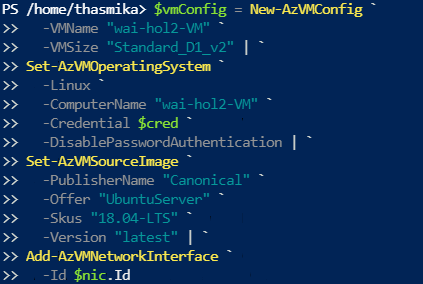 PS /home/thasmika> $vmConfig = New-AzVMConfig `
>>   -VMName "wai-hol2-VM" `
>>   -VMSize "Standard_D1_v2" | `
>> Set-AzVMOperatingSystem `
>>   -Linux `
>>   -ComputerName "wai-hol2-VM" `
>>   -Credential $cred `
>>   -DisablePasswordAuthentication | `
>> Set-AzVMSourceImage `
>>   -PublisherName "Canonical" `
>>   -Offer "UbuntuServer" `
>>   -Skus "18.04-LTS" `
>>   -Version "latest" | `
>> Add-AzVMNetworkInterface `
>>   -Id $nic.Id